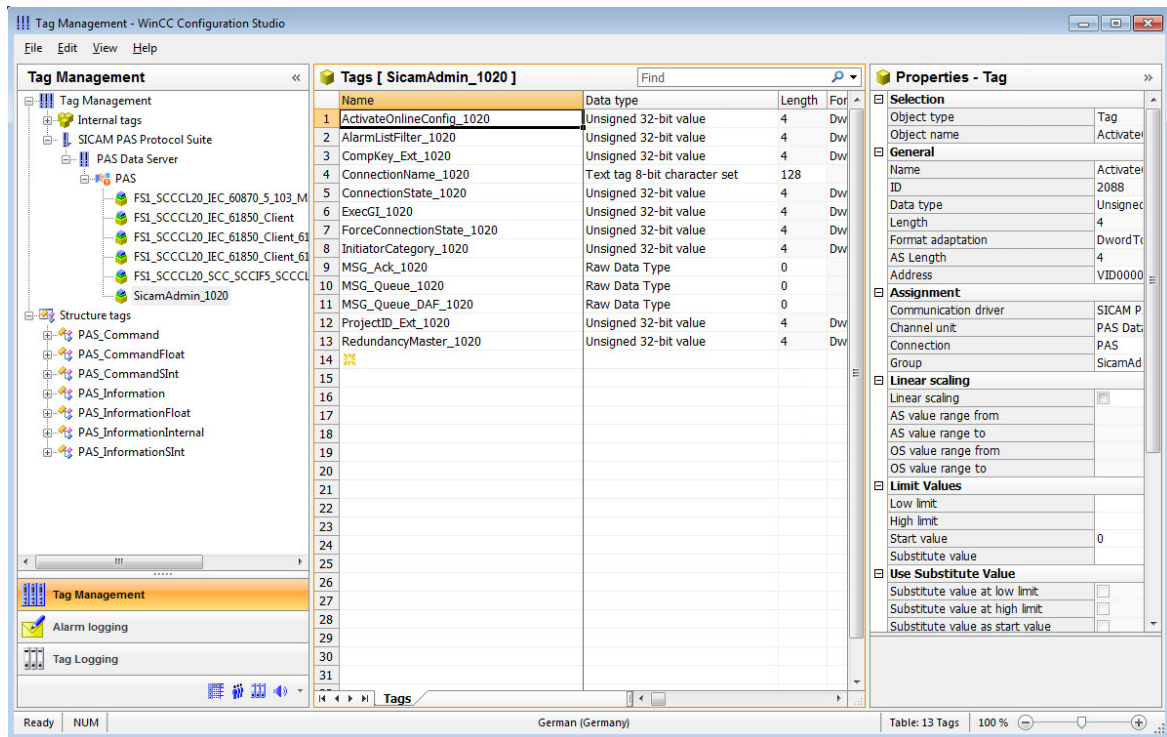 Tag Management - WinCC Configuration Studio
File Edit View Help
Tag Management «
Tag Management
Internal tags
SICAM PAS Protocol Suite
PAS Data Server
PAS
FS1_SCCCL20_IEC_60870_5_103_M
FS1_SCCCL20_IEC_61850_Client
FS1_SCCCL20_IEC_61850_Client_61
FS1_SCCCL20_IEC_61850_Client_61
FS1_SCCCL20_SCC_SCCIF5_SCCCL
SicamAdmin_1020
Structure tags
PAS_Command
PAS_CommandFloat
PAS_CommandSInt
PAS_Information
PAS_InformationFloat
PAS_InformationInternal
PAS_InformationSInt
Tag Management
Alarm logging
Tag Logging
Tags [ SicamAdmin_1020 ] Find
Name Data type Length For
1 ActivateOnlineConfig_1020 Unsigned 32-bit value 4 Dw
2 AlarmListFilter_1020 Unsigned 32-bit value 4 Dw
3 CompKey_Ext_1020 Unsigned 32-bit value 4 Dw
4 ConnectionName_1020 Text tag 8-bit character set 128
5 ConnectionState_1020 Unsigned 32-bit value 4 Dw
6 ExecGI_1020 Unsigned 32-bit value 4 Dw
7 ForceConnectionState_1020 Unsigned 32-bit value 4 Dw
8 InitiatorCategory_1020 Unsigned 32-bit value 4 Dw
9 MSG_Ack_1020 Raw Data Type 0
10 MSG_Queue_1020 Raw Data Type 0
11 MSG_Queue_DAF_1020 Raw Data Type 0
12 ProjectID_Ext_1020 Unsigned 32-bit value 4 Dw
13 RedundancyMaster_1020 Unsigned 32-bit value 4 Dw
14
15
16
17
18
19
20
21
22
23
24
25
26
27
28
29
30
31
Tags
Properties - Tag »
Selection
Object type Tag
Object name Activate
General
Name Activate
ID 2088
Data type Unsigned
Length 4
Format adaptation DwordTo
AS Length 4
Address VID0000
Assignment
Communication driver SICAM P
Channel unit PAS Data
Connection PAS
Group SicamAd
Linear scaling
Linear scaling
AS value range from
AS value range to
OS value range from
OS value range to
Limit Values
Low limit
High limit
Start value 0
Substitute value
Use Substitute Value
Substitute value at low limit
Substitute value at high limit
Substitute value as start value
Ready NUM German (Germany) Table: 13 Tags 100 %